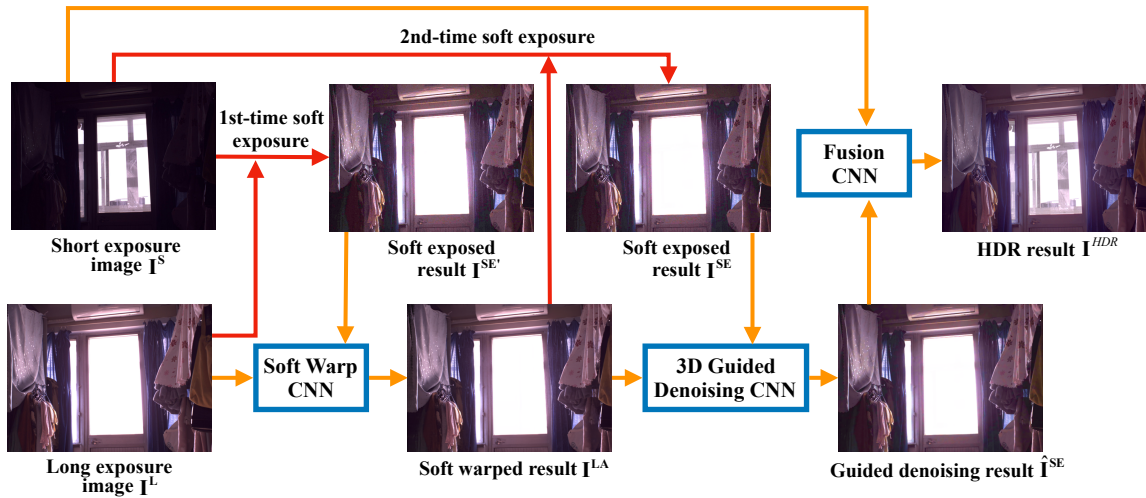 2nd-time soft exposure
1st-time soft
exposure
Fusion
CNN
Short exposure
image I^S
Soft exposed
result I^SE'
Soft exposed
result I^SE
HDR result I^HDR
Soft Warp
CNN
3D Guided
Denoising CNN
Long exposure
image I^L
Soft warped result I^LA
Guided denoising result Î^SE